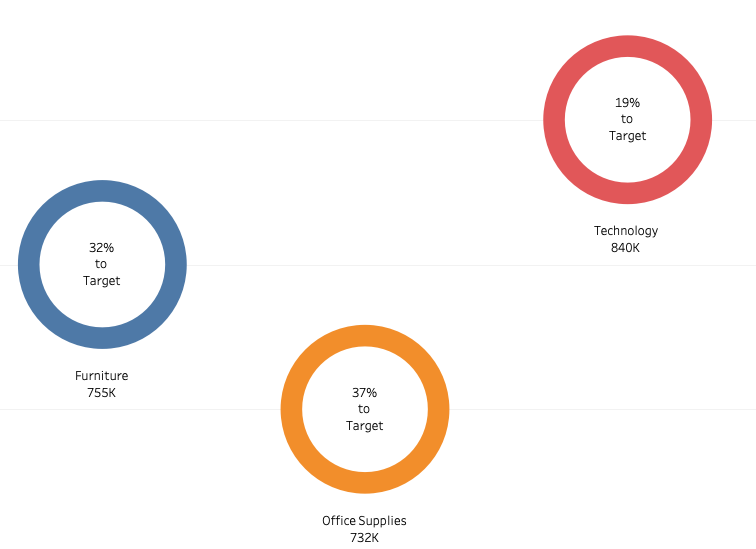 19%
to
Target
Technology
840K
32%
to
Target
Furniture
755K
37%
to
Target
Office Supplies
732K